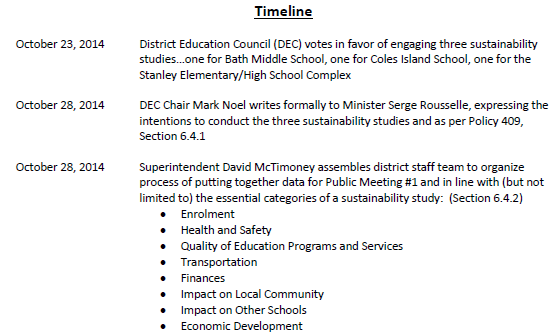 Timeline
October 23, 2014 District Education Council (DEC) votes in favor of engaging three sustainability
studies...one for Bath Middle School, one for Coles Island School, one for the
Stanley Elementary/High School Complex
October 28, 2014 DEC Chair Mark Noel writes formally to Minister Serge Rousselle, expressing the
intentions to conduct the three sustainability studies and as per Policy 409,
Section 6.4.1
October 28, 2014 Superintendent David McTimoney assembles district staff team to organize
process of putting together data for Public Meeting #1 and in line with (but not
limited to) the essential categories of a sustainability study: (Section 6.4.2)
• Enrolment
• Health and Safety
• Quality of Education Programs and Services
• Transportation
• Finances
• Impact on Local Community
• Impact on Other Schools
• Economic Development